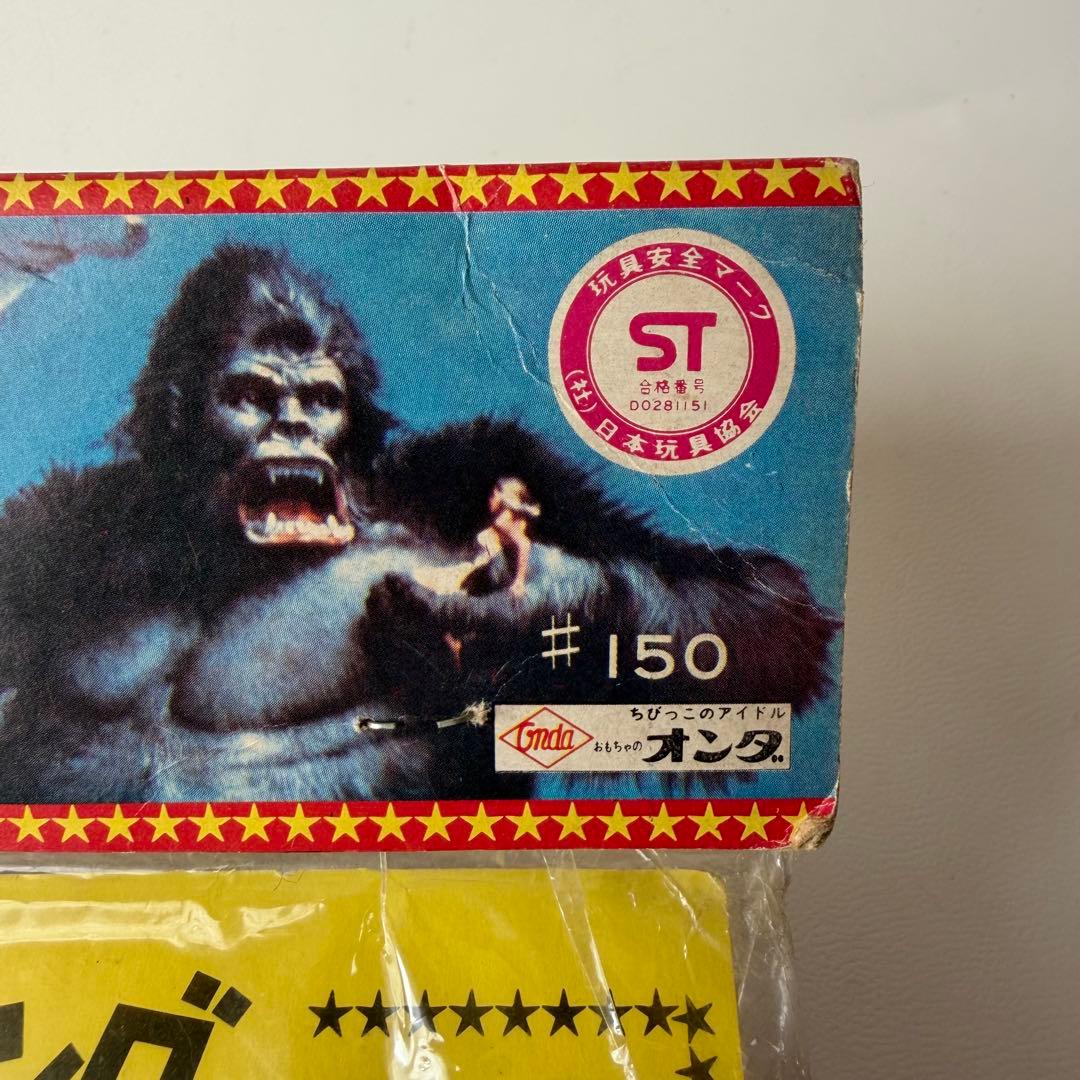 玩具安全マーク
ST
合格番号
D0281151
(社)日本玩具協会
# 150
ちびっこのアイドル
Onda おもちゃの オンダ
ング